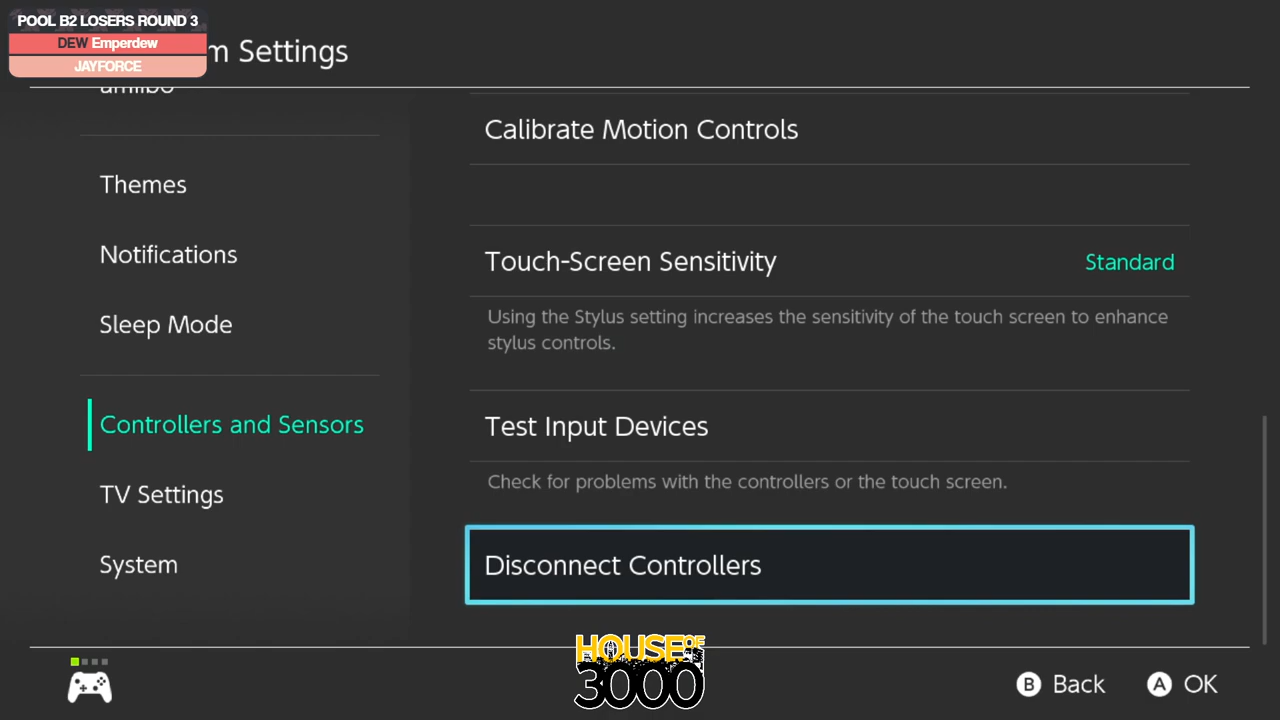 POOL B2 LOSERS ROUND 3
DEW Emperdew
JAYFORCE
m Settings
amiibo
Themes
Notifications
Sleep Mode
Controllers and Sensors
TV Settings
System
Calibrate Motion Controls
Touch-Screen Sensitivity Standard
Using the Stylus setting increases the sensitivity of the touch screen to enhance
stylus controls.
Test Input Devices
Check for problems with the controllers or the touch screen.
Disconnect Controllers
HOUSE OF
3000
B Back A OK